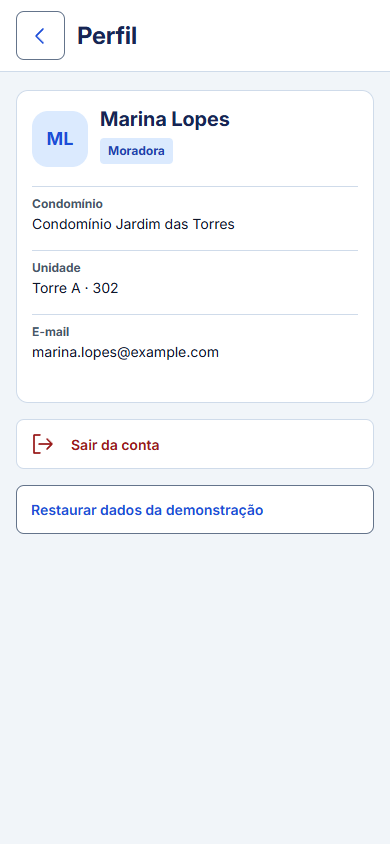 Perfil
ML
Marina Lopes
Moradora
Condomínio
Condomínio Jardim das Torres
Unidade
Torre A · 302
E-mail
marina.lopes@example.com
Sair da conta
Restaurar dados da demonstração